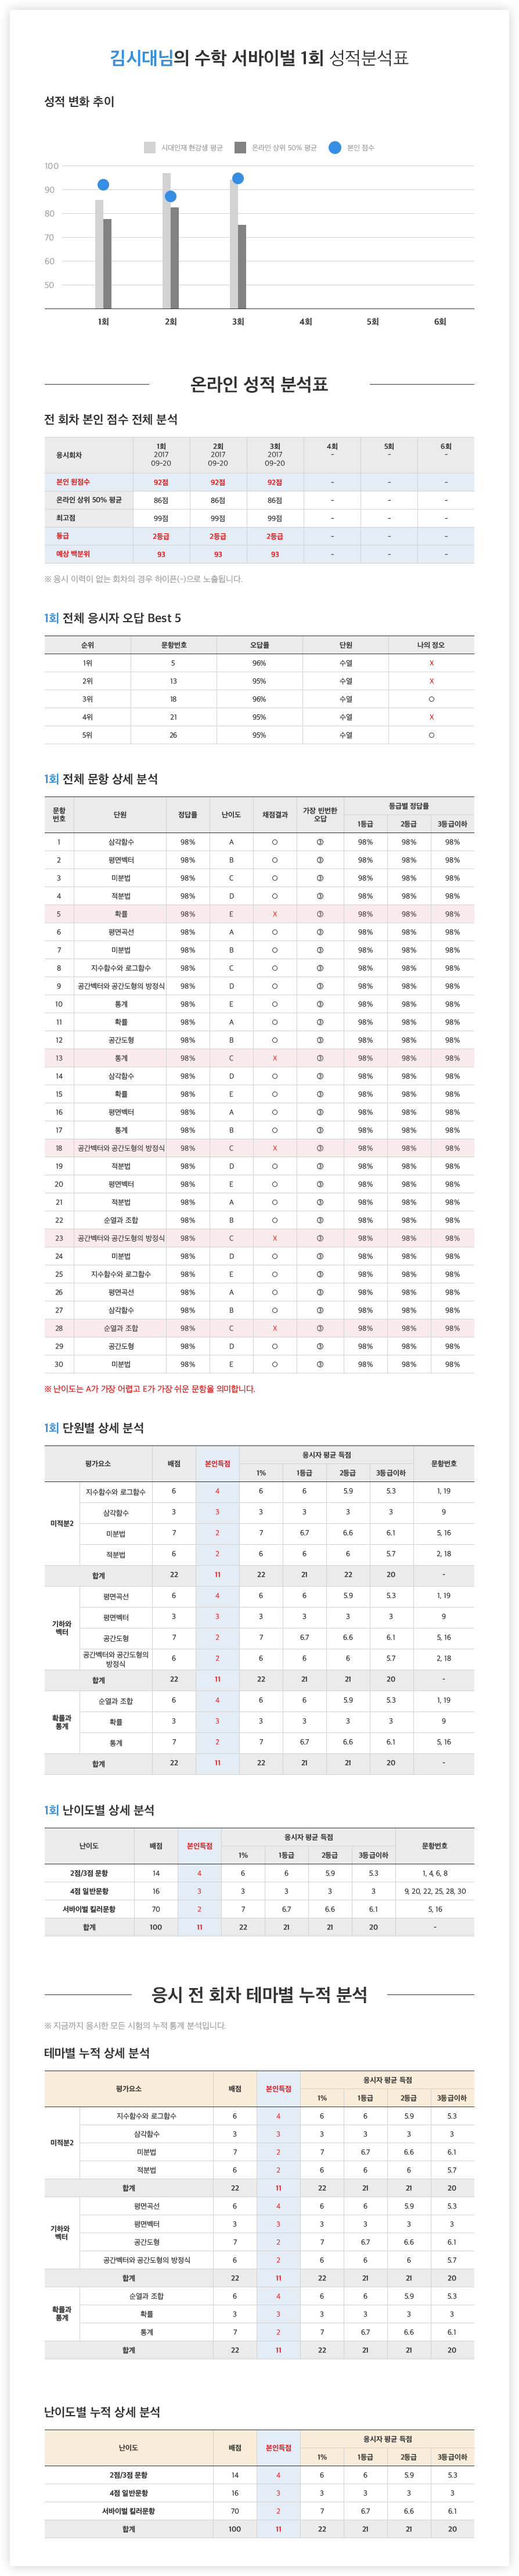 김시대님의 수학 서바이벌 1회 성적분석표
성적 변화 추이
시대인재 현강생 평균 온라인 상위 50% 평균 본인 점수
100
90
80
70
60
50
1회 2회 3회 4회 5회 6회
온라인 성적 분석표
전 회차 본인 점수 전체 분석
응시회차 1회 2017 09-20 2회 2017 09-20 3회 2017 09-20 4회 - 5회 - 6회 -
본인 원점수 92점 92점 92점 - - -
온라인 상위 50% 평균 86점 86점 86점 - - -
최고점 99점 99점 99점 - - -
등급 2등급 2등급 2등급 - - -
예상 백분위 93 93 93 - - -
※ 응시 이력이 없는 회차의 경우 하이픈(-)으로 노출됩니다.
1회 전체 응시자 오답 Best 5
순위 문항번호 오답률 단원 나의 정오
1위 5 96% 수열 X
2위 13 95% 수열 X
3위 18 96% 수열 O
4위 21 95% 수열 X
5위 26 95% 수열 O
1회 전체 문항 상세 분석
문항 번호 단원 정답률 난이도 채점결과 가장 빈번한 오답 등급별 정답률
1등급 2등급 3등급이하
1 삼각함수 98% A O ③ 98% 98% 98%
2 평면벡터 98% B O ③ 98% 98% 98%
3 미분법 98% C O ③ 98% 98% 98%
4 적분법 98% D O ③ 98% 98% 98%
5 확률 98% E X ③ 98% 98% 98%
6 평면곡선 98% A O ③ 98% 98% 98%
7 미분법 98% B O ③ 98% 98% 98%
8 지수함수와 로그함수 98% C O ③ 98% 98% 98%
9 공간벡터와 공간도형의 방정식 98% D O ③ 98% 98% 98%
10 통계 98% E O ③ 98% 98% 98%
11 확률 98% A O ③ 98% 98% 98%
12 공간도형 98% B O ③ 98% 98% 98%
13 통계 98% C X ③ 98% 98% 98%
14 삼각함수 98% D O ③ 98% 98% 98%
15 확률 98% E O ③ 98% 98% 98%
16 평면벡터 98% A O ③ 98% 98% 98%
17 통계 98% B O ③ 98% 98% 98%
18 공간벡터와 공간도형의 방정식 98% C X ③ 98% 98% 98%
19 적분법 98% D O ③ 98% 98% 98%
20 평면벡터 98% E O ③ 98% 98% 98%
21 적분법 98% A O ③ 98% 98% 98%
22 순열과 조합 98% B O ③ 98% 98% 98%
23 공간벡터와 공간도형의 방정식 98% C X ③ 98% 98% 98%
24 미분법 98% D O ③ 98% 98% 98%
25 지수함수와 로그함수 98% E O ③ 98% 98% 98%
26 평면곡선 98% A O ③ 98% 98% 98%
27 삼각함수 98% B O ③ 98% 98% 98%
28 순열과 조합 98% C X ③ 98% 98% 98%
29 공간도형 98% D O ③ 98% 98% 98%
30 미분법 98% E O ③ 98% 98% 98%
※ 난이도는 A가 가장 어렵고 E가 가장 쉬운 문항을 의미합니다.
1회 단원별 상세 분석
평가요소 배점 본인득점 응시자 평균 득점 문항번호
1% 1등급 2등급 3등급이하
미적분2
지수함수와 로그함수 6 4 6 6 5.9 5.3 1, 19
삼각함수 3 3 3 3 3 3 9
미분법 7 2 7 6.7 6.6 6.1 5, 16
적분법 6 2 6 6 6 5.7 2, 18
합계 22 11 22 21 22 20 -
기하와 벡터
평면곡선 6 4 6 6 5.9 5.3 1, 19
평면벡터 3 3 3 3 3 3 9
공간도형 7 2 7 6.7 6.6 6.1 5, 16
공간벡터와 공간도형의 방정식 6 2 6 6 6 5.7 2, 18
합계 22 11 22 21 21 20 -
확률과 통계
순열과 조합 6 4 6 6 5.9 5.3 1, 19
확률 3 3 3 3 3 3 9
통계 7 2 7 6.7 6.6 6.1 5, 16
합계 22 11 22 21 21 20 -
1회 난이도별 상세 분석
난이도 배점 본인득점 응시자 평균 득점 문항번호
1% 1등급 2등급 3등급이하
2점/3점 문항 14 4 6 6 5.9 5.3 1, 4, 6, 8
4점 일반문항 16 3 3 3 3 3 9, 20, 22, 25, 28, 30
서바이벌 킬러문항 70 2 7 6.7 6.6 6.1 5, 16
합계 100 11 22 21 21 20 -
응시 전 회차 테마별 누적 분석
※ 지금까지 응시한 모든 시험의 누적 통계 분석입니다.
테마별 누적 상세 분석
평가요소 배점 본인득점 응시자 평균 득점
1% 1등급 2등급 3등급이하
미적분2
지수함수와 로그함수 6 4 6 6 5.9 5.3
삼각함수 3 3 3 3 3 3
미분법 7 2 7 6.7 6.6 6.1
적분법 6 2 6 6 6 5.7
합계 22 11 22 21 21 20
기하와 벡터
평면곡선 6 4 6 6 5.9 5.3
평면벡터 3 3 3 3 3 3
공간도형 7 2 7 6.7 6.6 6.1
공간벡터와 공간도형의 방정식 6 2 6 6 6 5.7
합계 22 11 22 21 21 20
확률과 통계
순열과 조합 6 4 6 6 5.9 5.3
확률 3 3 3 3 3 3
통계 7 2 7 6.7 6.6 6.1
합계 22 11 22 21 21 20
난이도별 누적 상세 분석
난이도 배점 본인득점 응시자 평균 득점
1% 1등급 2등급 3등급이하
2점/3점 문항 14 4 6 6 5.9 5.3
4점 일반문항 16 3 3 3 3 3
서바이벌 킬러문항 70 2 7 6.7 6.6 6.1
합계 100 11 22 21 21 20